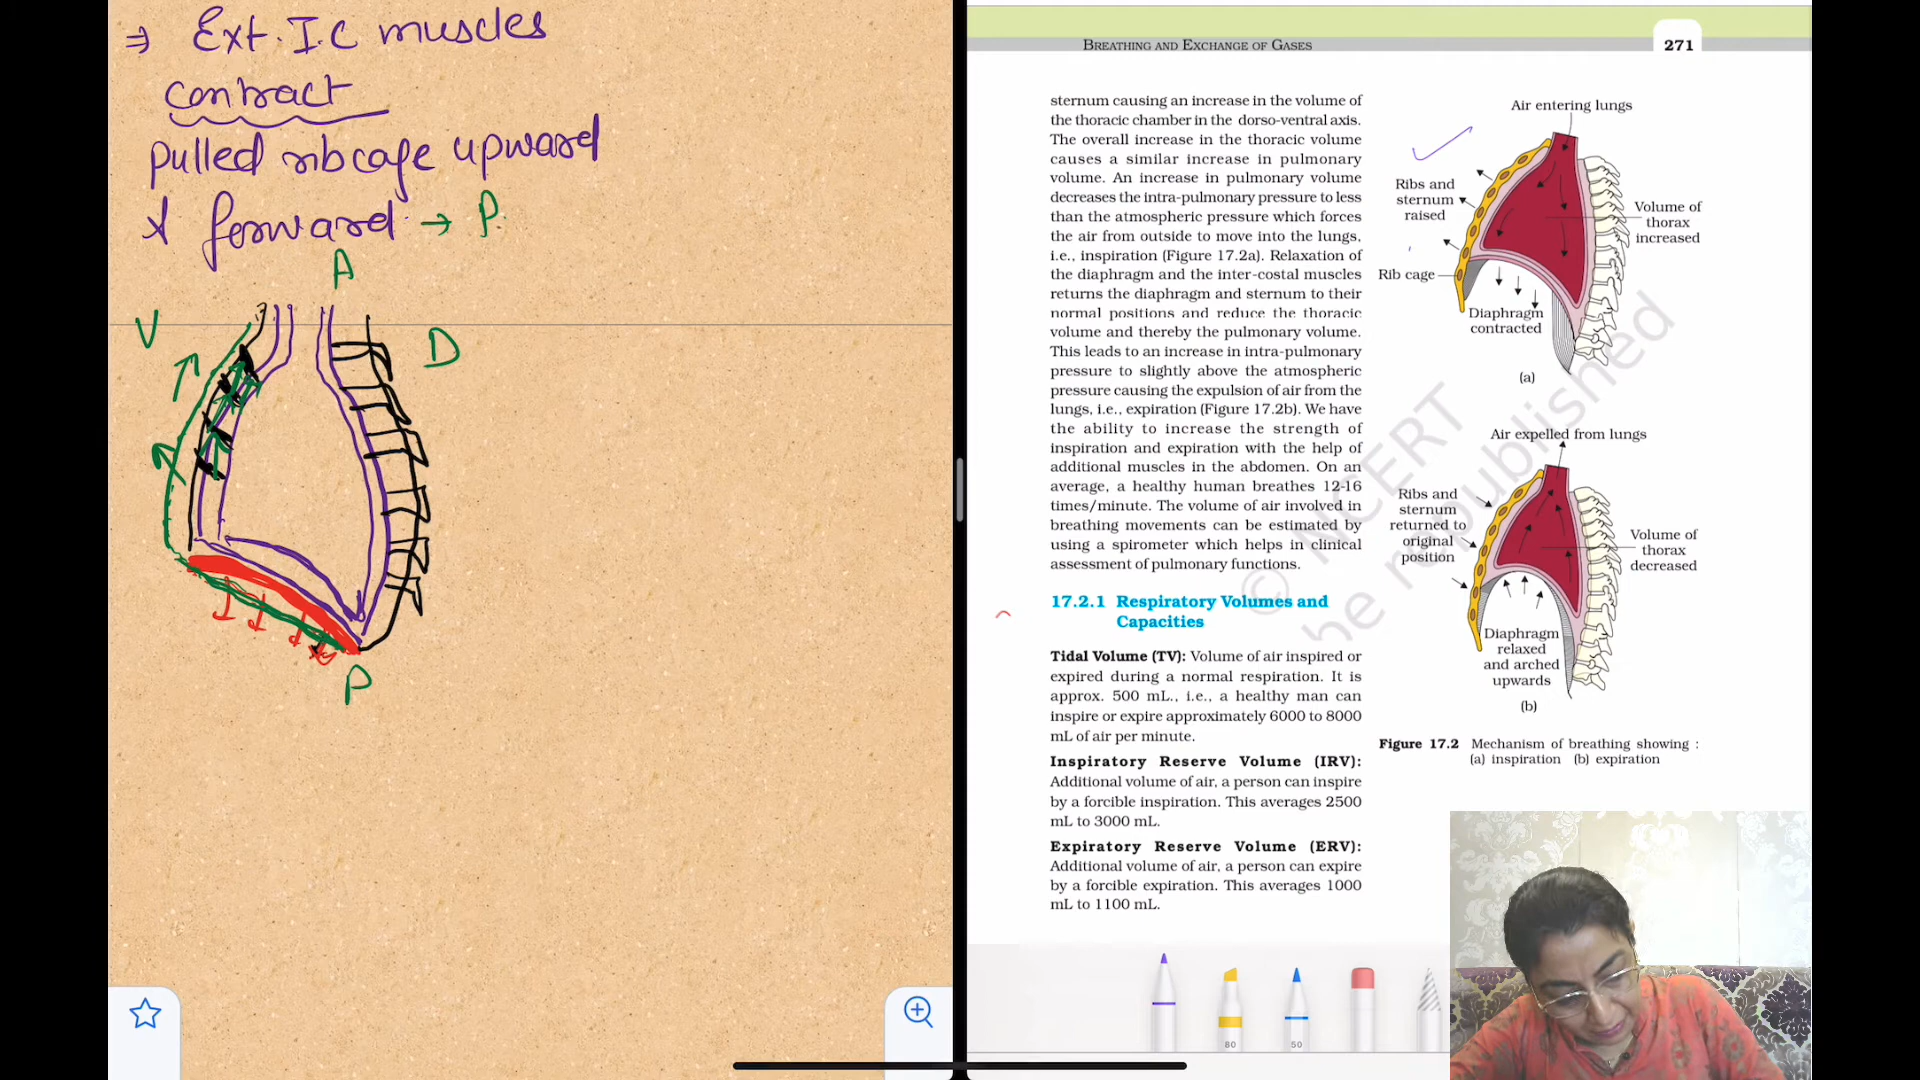 ⇒ Ext. I.C muscles
contract
pulled ribcage upward
& forward → P
A
V
D
P
BREATHING AND EXCHANGE OF GASES
271
sternum causing an increase in the volume of
the thoracic chamber in the dorso-ventral axis.
The overall increase in the thoracic volume
causes a similar increase in pulmonary
volume. An increase in pulmonary volume
decreases the intra-pulmonary pressure to less
than the atmospheric pressure which forces
the air from outside to move into the lungs,
i.e., inspiration (Figure 17.2a). Relaxation of
the diaphragm and the inter-costal muscles
returns the diaphragm and sternum to their
normal positions and reduce the thoracic
volume and thereby the pulmonary volume.
This leads to an increase in intra-pulmonary
pressure to slightly above the atmospheric
pressure causing the expulsion of air from the
lungs, i.e., expiration (Figure 17.2b). We have
the ability to increase the strength of
inspiration and expiration with the help of
additional muscles in the abdomen. On an
average, a healthy human breathes 12-16
times/minute. The volume of air involved in
breathing movements can be estimated by
using a spirometer which helps in clinical
assessment of pulmonary functions.
17.2.1 Respiratory Volumes and
Capacities
Tidal Volume (TV): Volume of air inspired or
expired during a normal respiration. It is
approx. 500 mL., i.e., a healthy man can
inspire or expire approximately 6000 to 8000
mL of air per minute.
Inspiratory Reserve Volume (IRV):
Additional volume of air, a person can inspire
by a forcible inspiration. This averages 2500
mL to 3000 mL.
Expiratory Reserve Volume (ERV):
Additional volume of air, a person can expire
by a forcible expiration. This averages 1000
mL to 1100 mL.
Air entering lungs
Ribs and
sternum
raised
Volume of
thorax
increased
Rib cage
Diaphragm
contracted
(a)
Air expelled from lungs
Ribs and
sternum
returned to
original
position
Volume of
thorax
decreased
Diaphragm
relaxed
and arched
upwards
(b)
Figure 17.2 Mechanism of breathing showing :
(a) inspiration (b) expiration
© NCERT
be republished
80
50